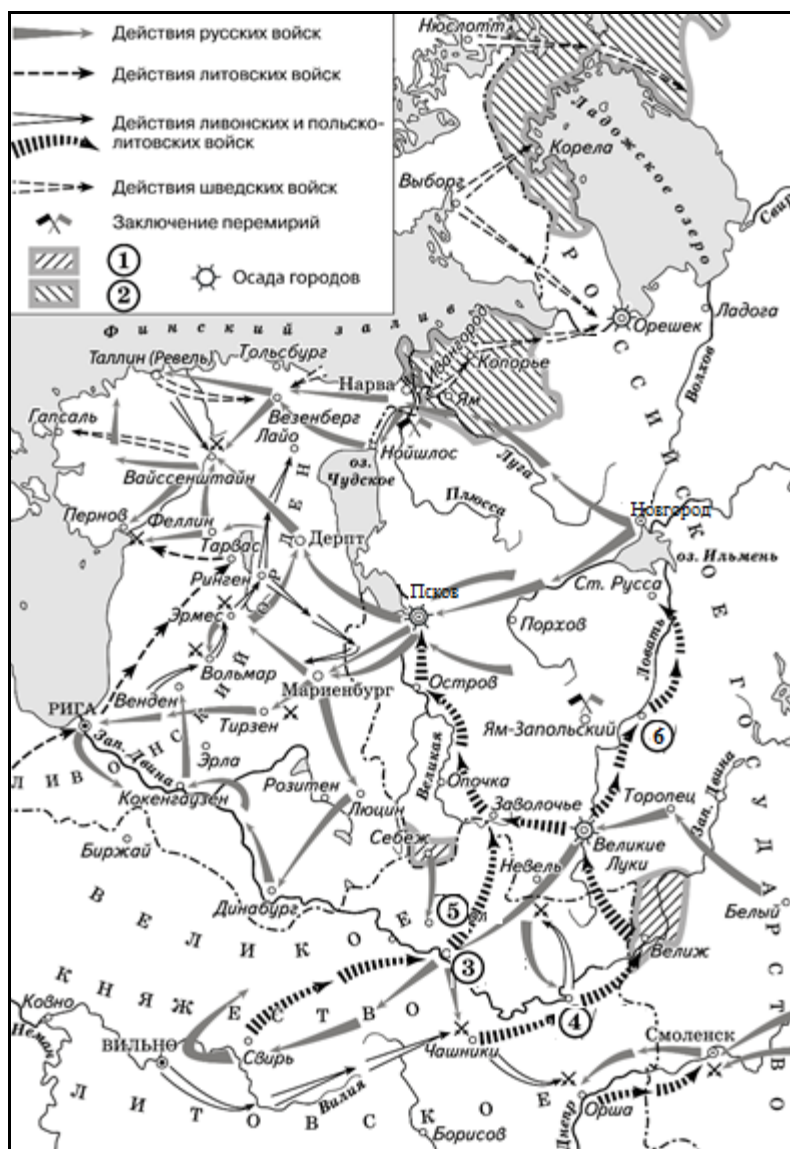 Действия русских войск
Действия литовских войск
Действия ливонских и польско-
литовских войск
Действия шведских войск
Заключение перемирий
1
2
Осада городов
Нюслотт
Корела
Ладожское озеро
Выборг
Свирь
Ладога
Орешек
Волхов
РОССИЙСКОЕ ГОСУДАРСТВО
Финский залив
Таллин (Ревель)
Тольсбург
Нарва
Ивангород
Копорье
Ям
Гапсаль
Везенберг
Лайо
Нойшлос
оз.
Чудское
Луга
Вайссенштайн
Плюсса
Новгород
оз. Ильмень
Пернов
Феллин
Дерпт
Тарвас
Ринген
Псков
Ст. Русса
Порхов
Эрмес
Ловать
Вольмар
Мариенбург
Остров
Венден
Ям-Запольский
6
РИГА
Тирзен
Зап. Двина
Эрла
Великая
ЛИВОНСКИЙ ОРДЕН
Кокенгаузен
Розитен
Люцин
Опочка
Заволочье
Торопец
Зап. Двина
Биржай
Себеж
Великие
Луки
Невель
Динабург
5
Белый
Велиж
3
4
ВЕЛИКОЕ
КНЯЖЕСТВО
Ковно
Неман
Смоленск
Чашники
ВИЛЬНО
Свирь
Вилия
Орша
Днепр
ЛИТОВСКОЕ
Борисов